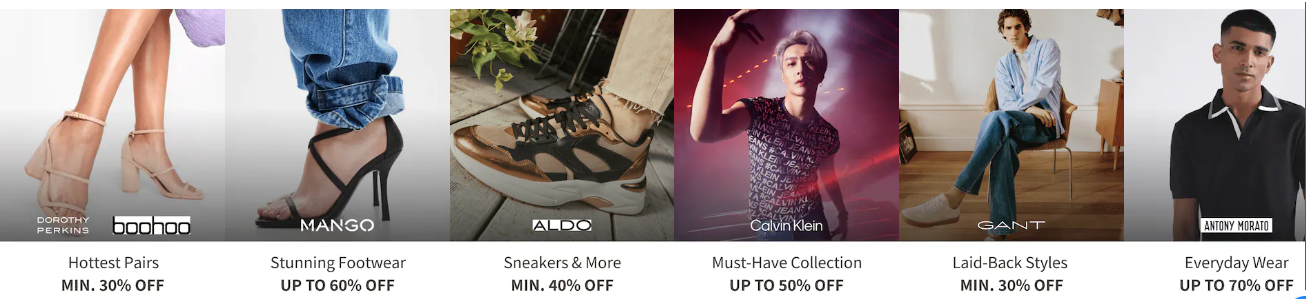 DOROTHY
PERKINS
boohoo
Hottest Pairs
MIN. 30% OFF
MANGO
Stunning Footwear
UP TO 60% OFF
ALDO
Sneakers & More
MIN. 40% OFF
Calvin Klein
Must-Have Collection
UP TO 50% OFF
GANT
Laid-Back Styles
MIN. 30% OFF
ANTONY MORATO
Everyday Wear
UP TO 70% OFF